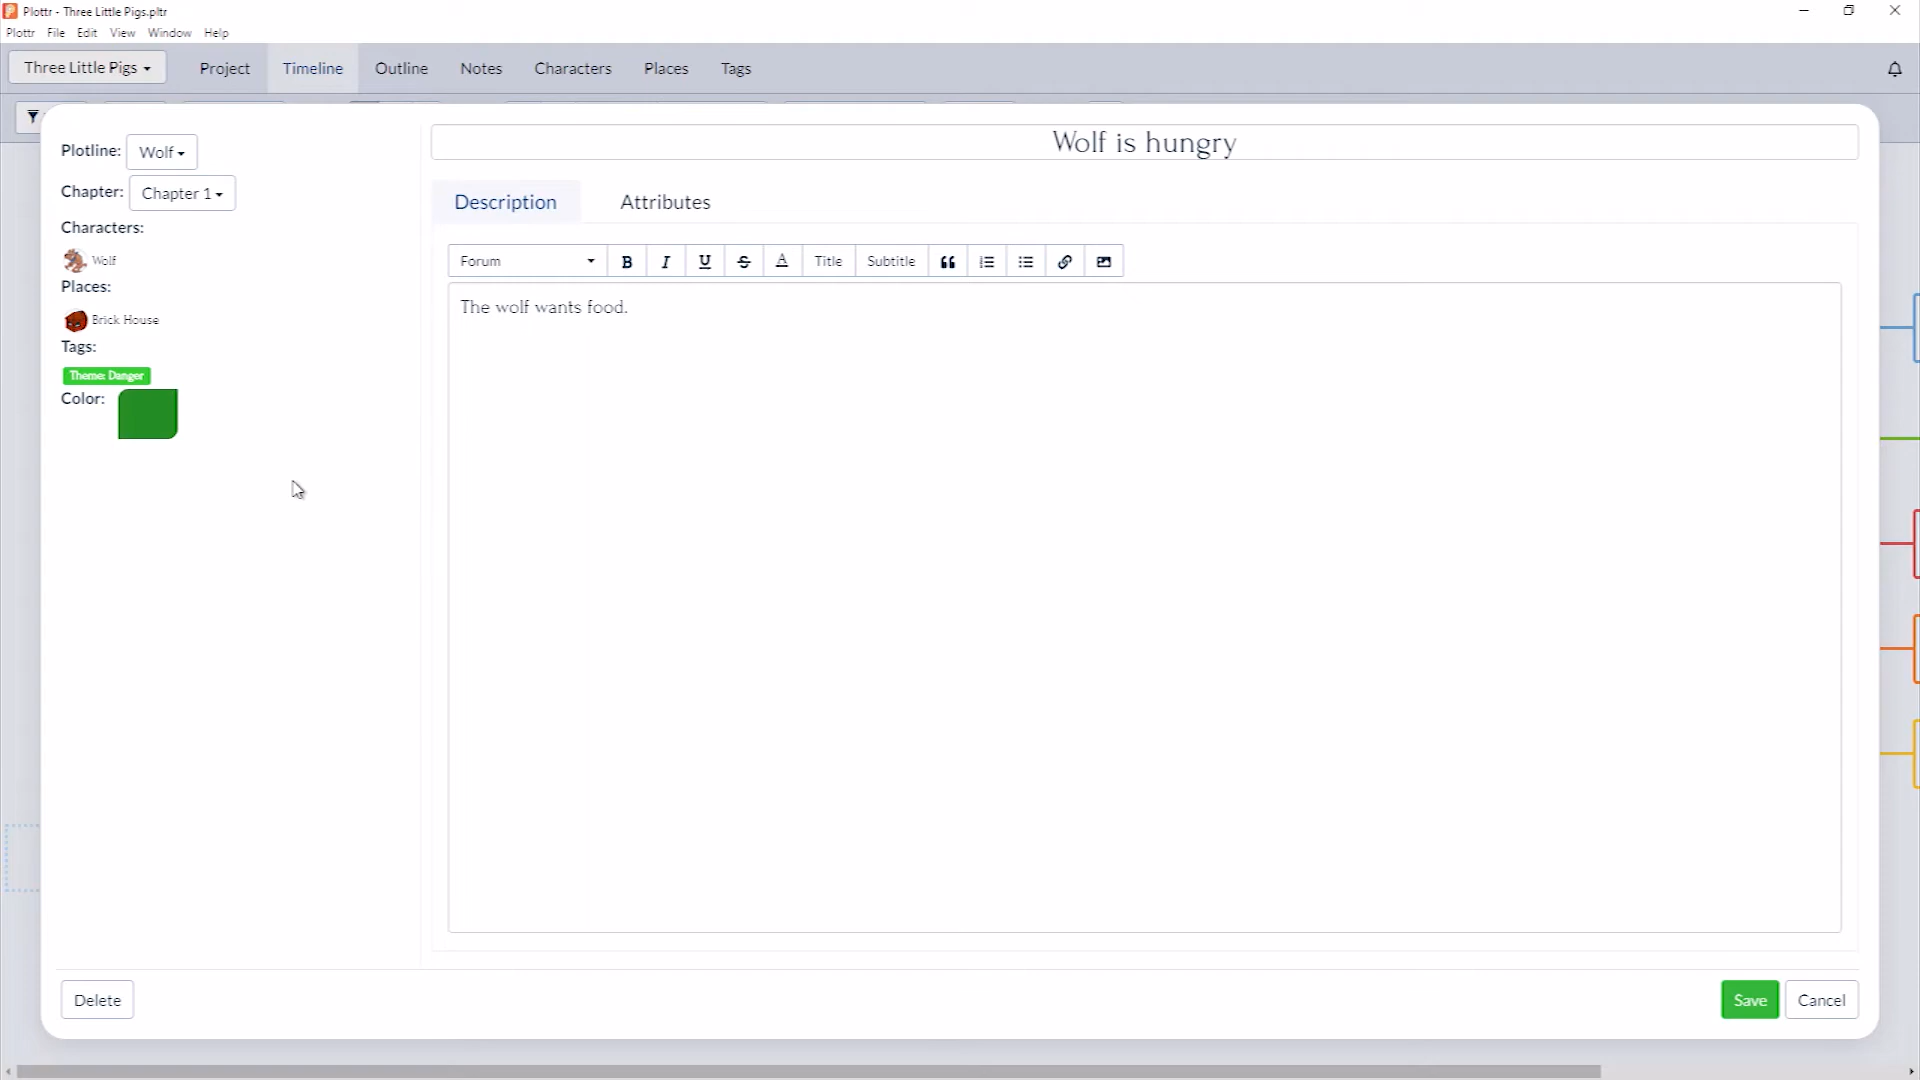 Plottr - Three Little Pigs.pltr
Plottr File Edit View Window Help
Three Little Pigs Project Timeline Outline Notes Characters Places Tags
Wolf is hungry
Plotline: Wolf
Chapter: Chapter 1
Characters:
Wolf
Places:
Brick House
Tags:
Theme: Danger
Color:
Description Attributes
Forum B I U S A Title Subtitle
The wolf wants food.
Delete Save Cancel